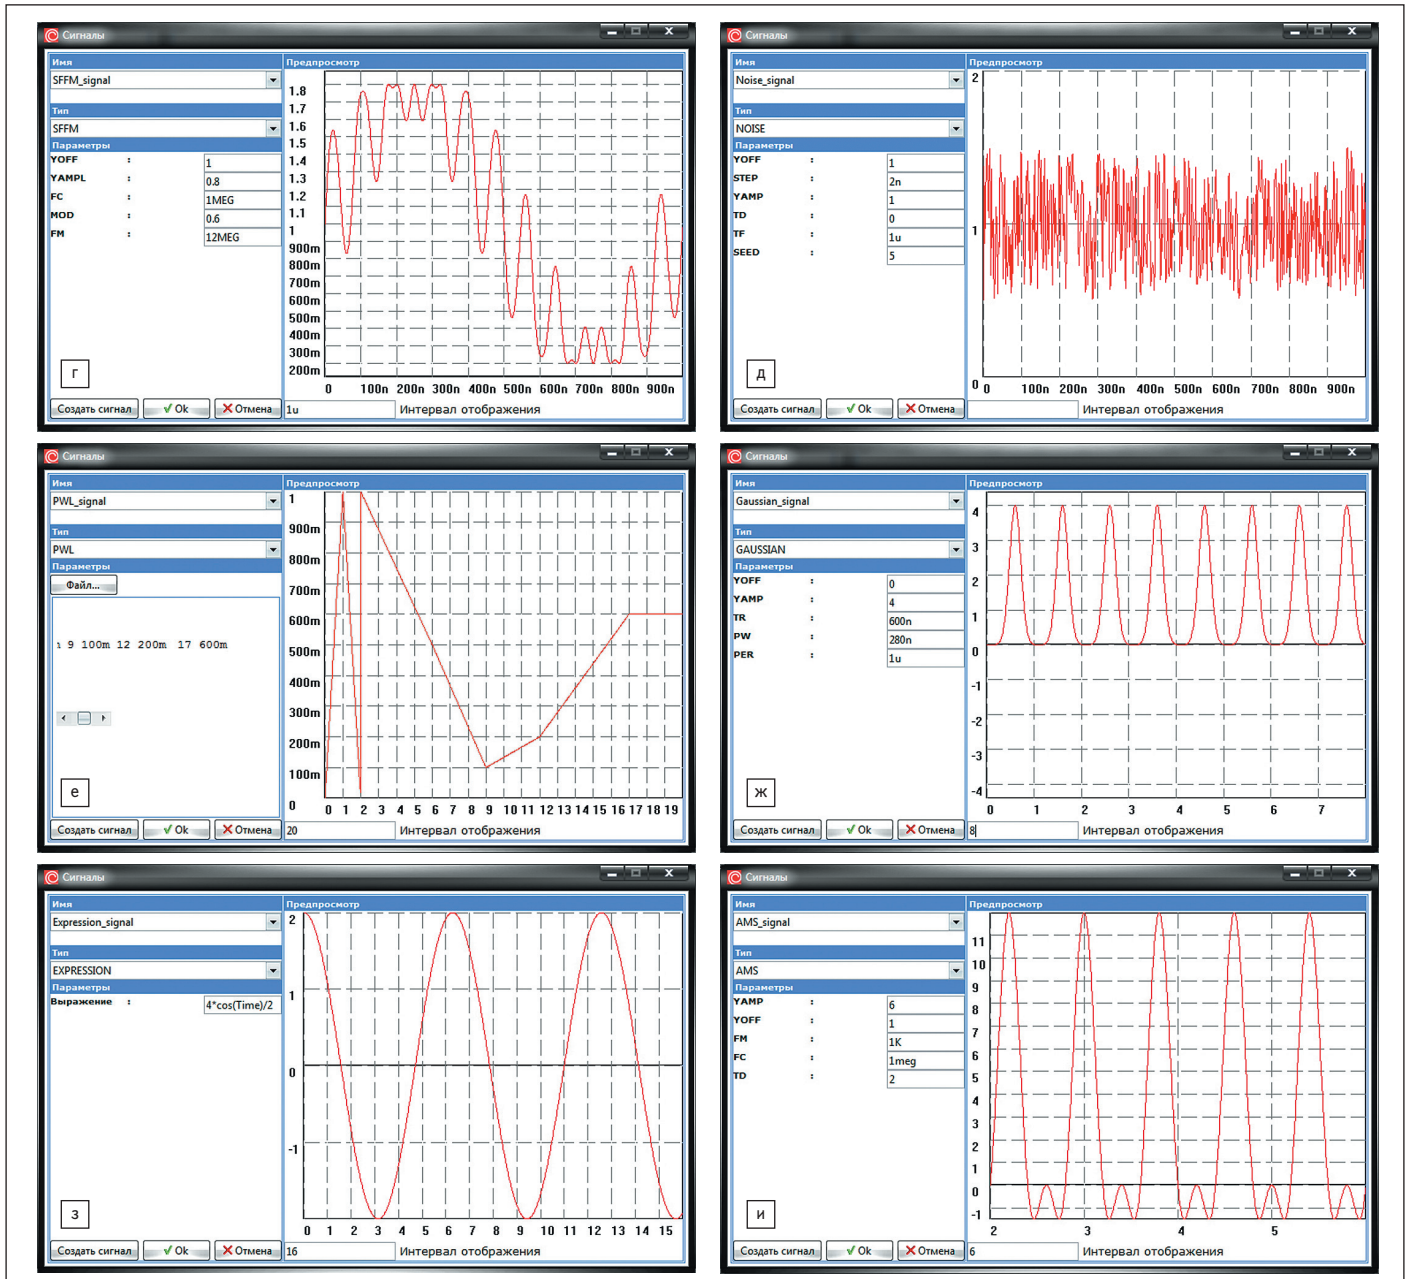 Сигналы
Имя
SFFM_signal
Тип
SFFM
Параметры
YOFF : 1
YAMPL : 0.8
FC : 1MEG
MOD : 0.6
FM : 12MEG
г
Создать сигнал Ok Отмена
Предпросмотр
1.8
1.7
1.6
1.5
1.4
1.3
1.2
1.1
1
900m
800m
700m
600m
500m
400m
300m
200m
0 100n 200n 300n 400n 500n 600n 700n 800n 900n
1u Интервал отображения
Сигналы
Имя
Noise_signal
Тип
NOISE
Параметры
YOFF : 1
STEP : 2n
YAMP : 1
TD : 0
TF : 1u
SEED : 5
д
Создать сигнал Ok Отмена
Предпросмотр
2
1
0
0 100n 200n 300n 400n 500n 600n 700n 800n 900n
Интервал отображения
Сигналы
Имя
PWL_signal
Тип
PWL
Параметры
Файл...
9 100m 12 200m 17 600m
е
Создать сигнал Ok Отмена
Предпросмотр
1
900m
800m
700m
600m
500m
400m
300m
200m
100m
0
0 1 2 3 4 5 6 7 8 9 10 11 12 13 14 15 16 17 18 19
20 Интервал отображения
Сигналы
Имя
Gaussian_signal
Тип
GAUSSIAN
Параметры
YOFF : 0
YAMP : 4
TR : 600n
PW : 280n
PER : 1u
ж
Создать сигнал Ok Отмена
Предпросмотр
4
3
2
1
0
-1
-2
-3
-4
0 1 2 3 4 5 6 7
8 Интервал отображения
Сигналы
Имя
Expression_signal
Тип
EXPRESSION
Параметры
Выражение : 4*cos(Time)/2
з
Создать сигнал Ok Отмена
Предпросмотр
2
1
0
-1
0 1 2 3 4 5 6 7 8 9 10 11 12 13 14 15
16 Интервал отображения
Сигналы
Имя
AMS_signal
Тип
AMS
Параметры
YAMP : 6
YOFF : 1
FM : 1K
FC : 1meg
TD : 2
и
Создать сигнал Ok Отмена
Предпросмотр
11
10
9
8
7
6
5
4
3
2
1
0
-1
2 3 4 5
6 Интервал отображения